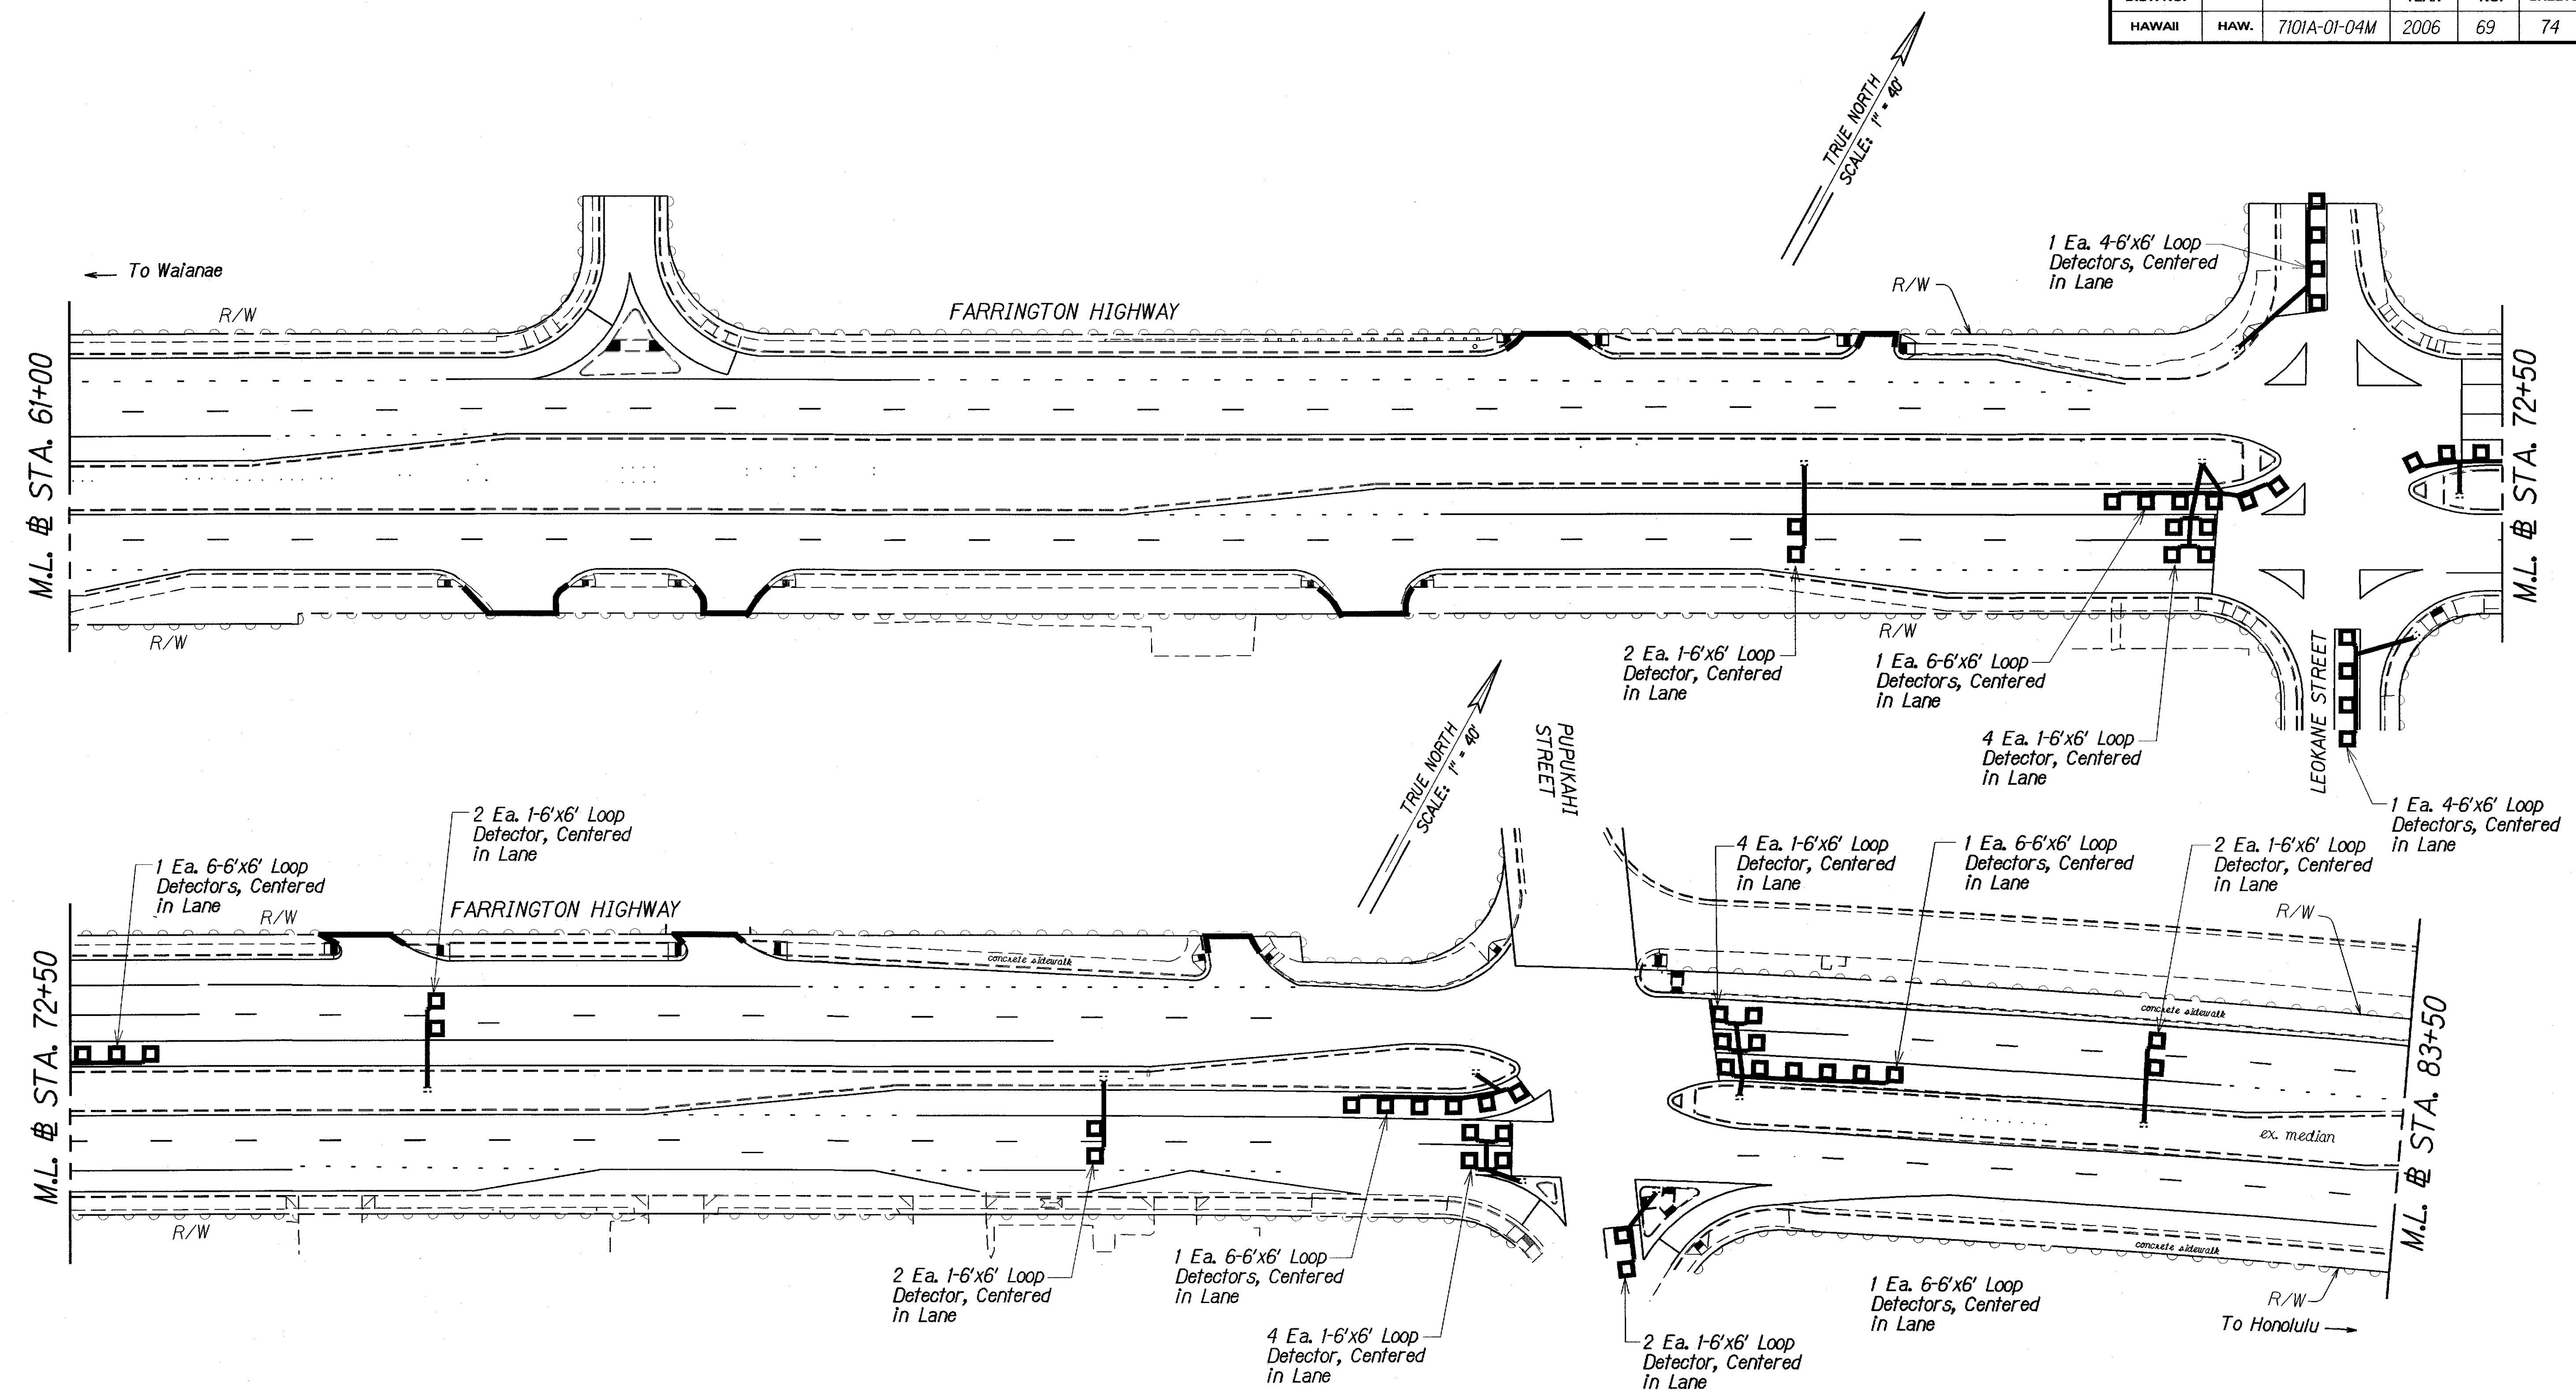 HAWAII HAW. 7101A-01-04M 2006 69 74
TRUE NORTH
SCALE: 1" = 40'
To Waianae
R/W
FARRINGTON HIGHWAY
R/W
1 Ea. 4-6'x6' Loop
Detectors, Centered
in Lane
M.L. ⅊ STA. 61+00
M.L. ⅊ STA. 72+50
R/W
2 Ea. 1-6'x6' Loop
Detector, Centered
in Lane
1 Ea. 6-6'x6' Loop
Detectors, Centered
in Lane
R/W
4 Ea. 1-6'x6' Loop
Detector, Centered
in Lane
LEOKANE STREET
1 Ea. 4-6'x6' Loop
Detectors, Centered
in Lane
TRUE NORTH
SCALE: 1" = 40'
PUPUKAHI
STREET
1 Ea. 6-6'x6' Loop
Detectors, Centered
in Lane
2 Ea. 1-6'x6' Loop
Detector, Centered
in Lane
R/W
FARRINGTON HIGHWAY
4 Ea. 1-6'x6' Loop
Detector, Centered
in Lane
1 Ea. 6-6'x6' Loop
Detectors, Centered
in Lane
2 Ea. 1-6'x6' Loop
Detector, Centered
in Lane
R/W
concrete sidewalk
concrete sidewalk
M.L. ⅊ STA. 72+50
M.L. ⅊ STA. 83+50
ex. median
R/W
concrete sidewalk
2 Ea. 1-6'x6' Loop
Detector, Centered
in Lane
1 Ea. 6-6'x6' Loop
Detectors, Centered
in Lane
4 Ea. 1-6'x6' Loop
Detector, Centered
in Lane
2 Ea. 1-6'x6' Loop
Detector, Centered
in Lane
1 Ea. 6-6'x6' Loop
Detectors, Centered
in Lane
R/W
To Honolulu